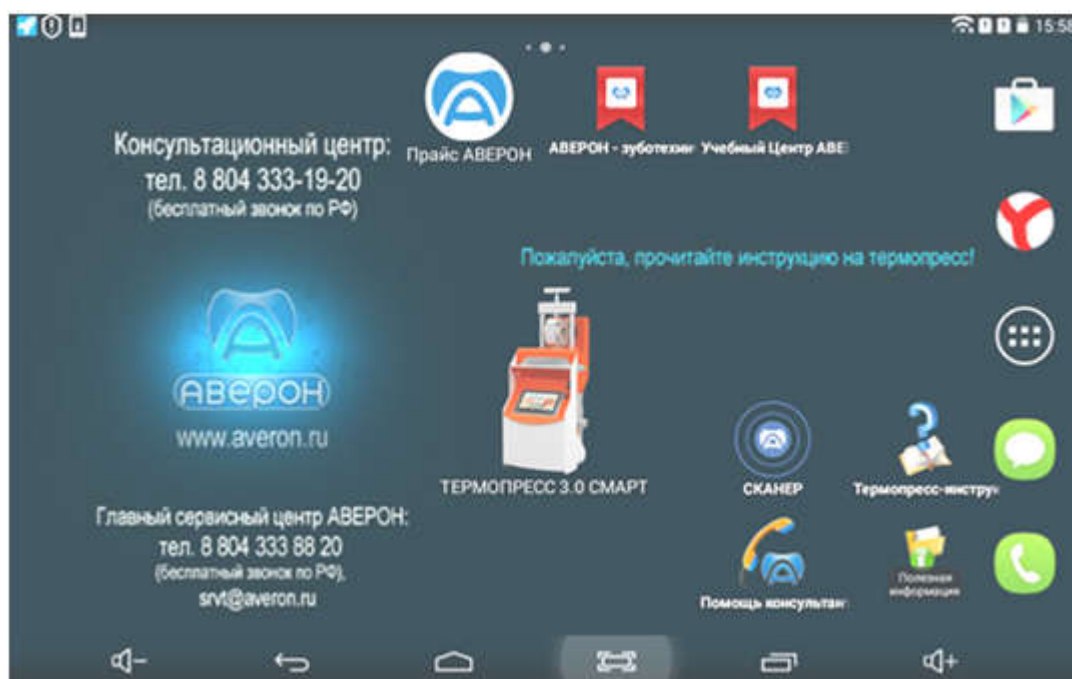 15:58
Консультационный центр:
тел. 8 804 333-19-20
(бесплатный звонок по РФ)
Прайс АВЕРОН
АВЕРОН - зуботехни
Учебный Центр АВЕ
Пожалуйста, прочитайте инструкцию на термопресс!
АВЕРОН
www.averon.ru
ТЕРМОПРЕСС 3.0 СМАРТ
СКАНЕР
Термопресс-инстру
Главный сервисный центр АВЕРОН:
тел. 8 804 333 88 20
(бесплатный звонок по РФ),
srvt@averon.ru
Помощь консультан
Полезная
информация